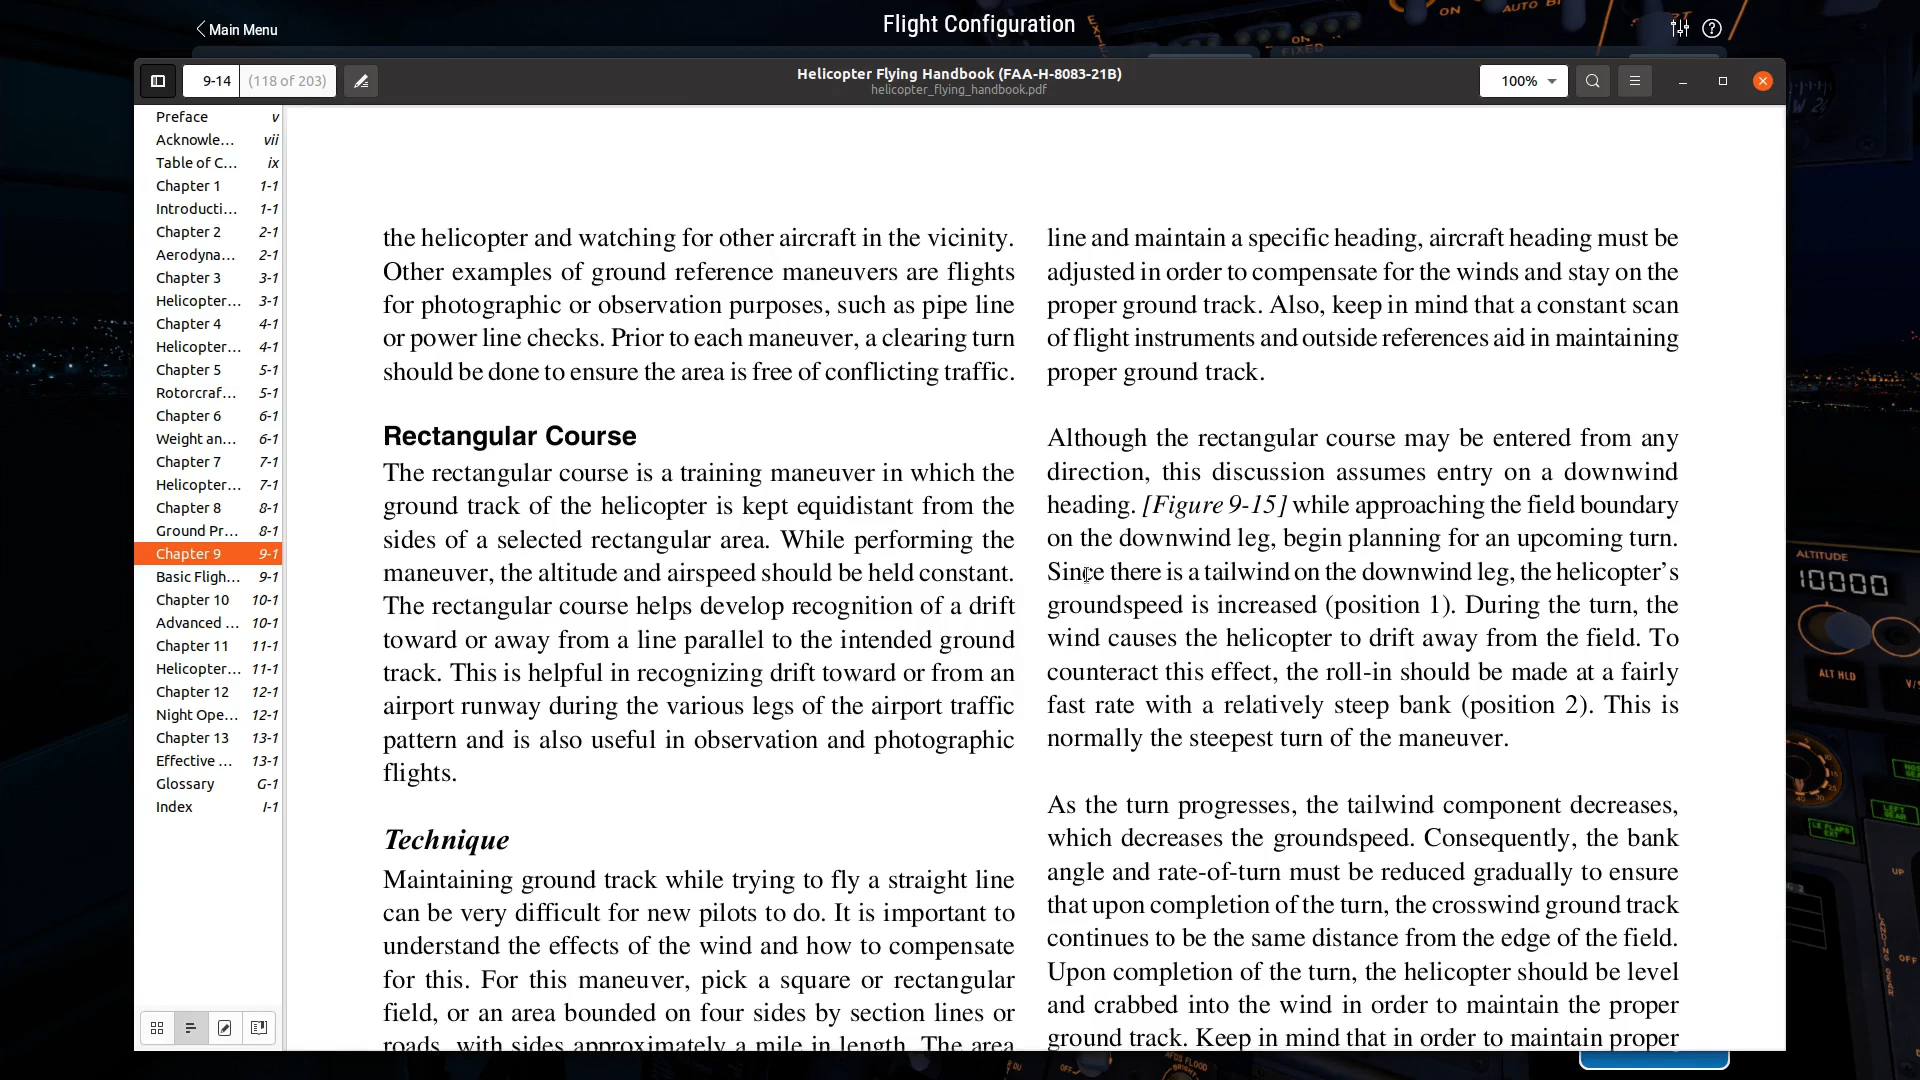 Main Menu
Flight Configuration
9-14
(118 of 203)
Helicopter Flying Handbook (FAA-H-8083-21B)
helicopter_flying_handbook.pdf
100%
Preface v
Acknowle... vii
Table of C... ix
Chapter 1 1-1
Introducti... 1-1
Chapter 2 2-1
Aerodyna... 2-1
Chapter 3 3-1
Helicopter... 3-1
Chapter 4 4-1
Helicopter... 4-1
Chapter 5 5-1
Rotorcraf... 5-1
Chapter 6 6-1
Weight an... 6-1
Chapter 7 7-1
Helicopter... 7-1
Chapter 8 8-1
Ground Pr... 8-1
Chapter 9 9-1
Basic Fligh... 9-1
Chapter 10 10-1
Advanced ... 10-1
Chapter 11 11-1
Helicopter... 11-1
Chapter 12 12-1
Night Ope... 12-1
Chapter 13 13-1
Effective ... 13-1
Glossary G-1
Index I-1
the helicopter and watching for other aircraft in the vicinity.
Other examples of ground reference maneuvers are flights
for photographic or observation purposes, such as pipe line
or power line checks. Prior to each maneuver, a clearing turn
should be done to ensure the area is free of conflicting traffic.
Rectangular Course
The rectangular course is a training maneuver in which the
ground track of the helicopter is kept equidistant from the
sides of a selected rectangular area. While performing the
maneuver, the altitude and airspeed should be held constant.
The rectangular course helps develop recognition of a drift
toward or away from a line parallel to the intended ground
track. This is helpful in recognizing drift toward or from an
airport runway during the various legs of the airport traffic
pattern and is also useful in observation and photographic
flights.
Technique
Maintaining ground track while trying to fly a straight line
can be very difficult for new pilots to do. It is important to
understand the effects of the wind and how to compensate
for this. For this maneuver, pick a square or rectangular
field, or an area bounded on four sides by section lines or
roads, with sides approximately a mile in length. The area
line and maintain a specific heading, aircraft heading must be
adjusted in order to compensate for the winds and stay on the
proper ground track. Also, keep in mind that a constant scan
of flight instruments and outside references aid in maintaining
proper ground track.
Although the rectangular course may be entered from any
direction, this discussion assumes entry on a downwind
heading. [Figure 9-15] while approaching the field boundary
on the downwind leg, begin planning for an upcoming turn.
Since there is a tailwind on the downwind leg, the helicopter's
groundspeed is increased (position 1). During the turn, the
wind causes the helicopter to drift away from the field. To
counteract this effect, the roll-in should be made at a fairly
fast rate with a relatively steep bank (position 2). This is
normally the steepest turn of the maneuver.
As the turn progresses, the tailwind component decreases,
which decreases the groundspeed. Consequently, the bank
angle and rate-of-turn must be reduced gradually to ensure
that upon completion of the turn, the crosswind ground track
continues to be the same distance from the edge of the field.
Upon completion of the turn, the helicopter should be level
and crabbed into the wind in order to maintain the proper
ground track. Keep in mind that in order to maintain proper
ON
AUTO
ON
FIXED
ALTITUDE
10000
ALT HLD
V/S
LEFT
GEAR
LE FLAPS
EXT
UP
OFF
LANDING GEAR
OFF